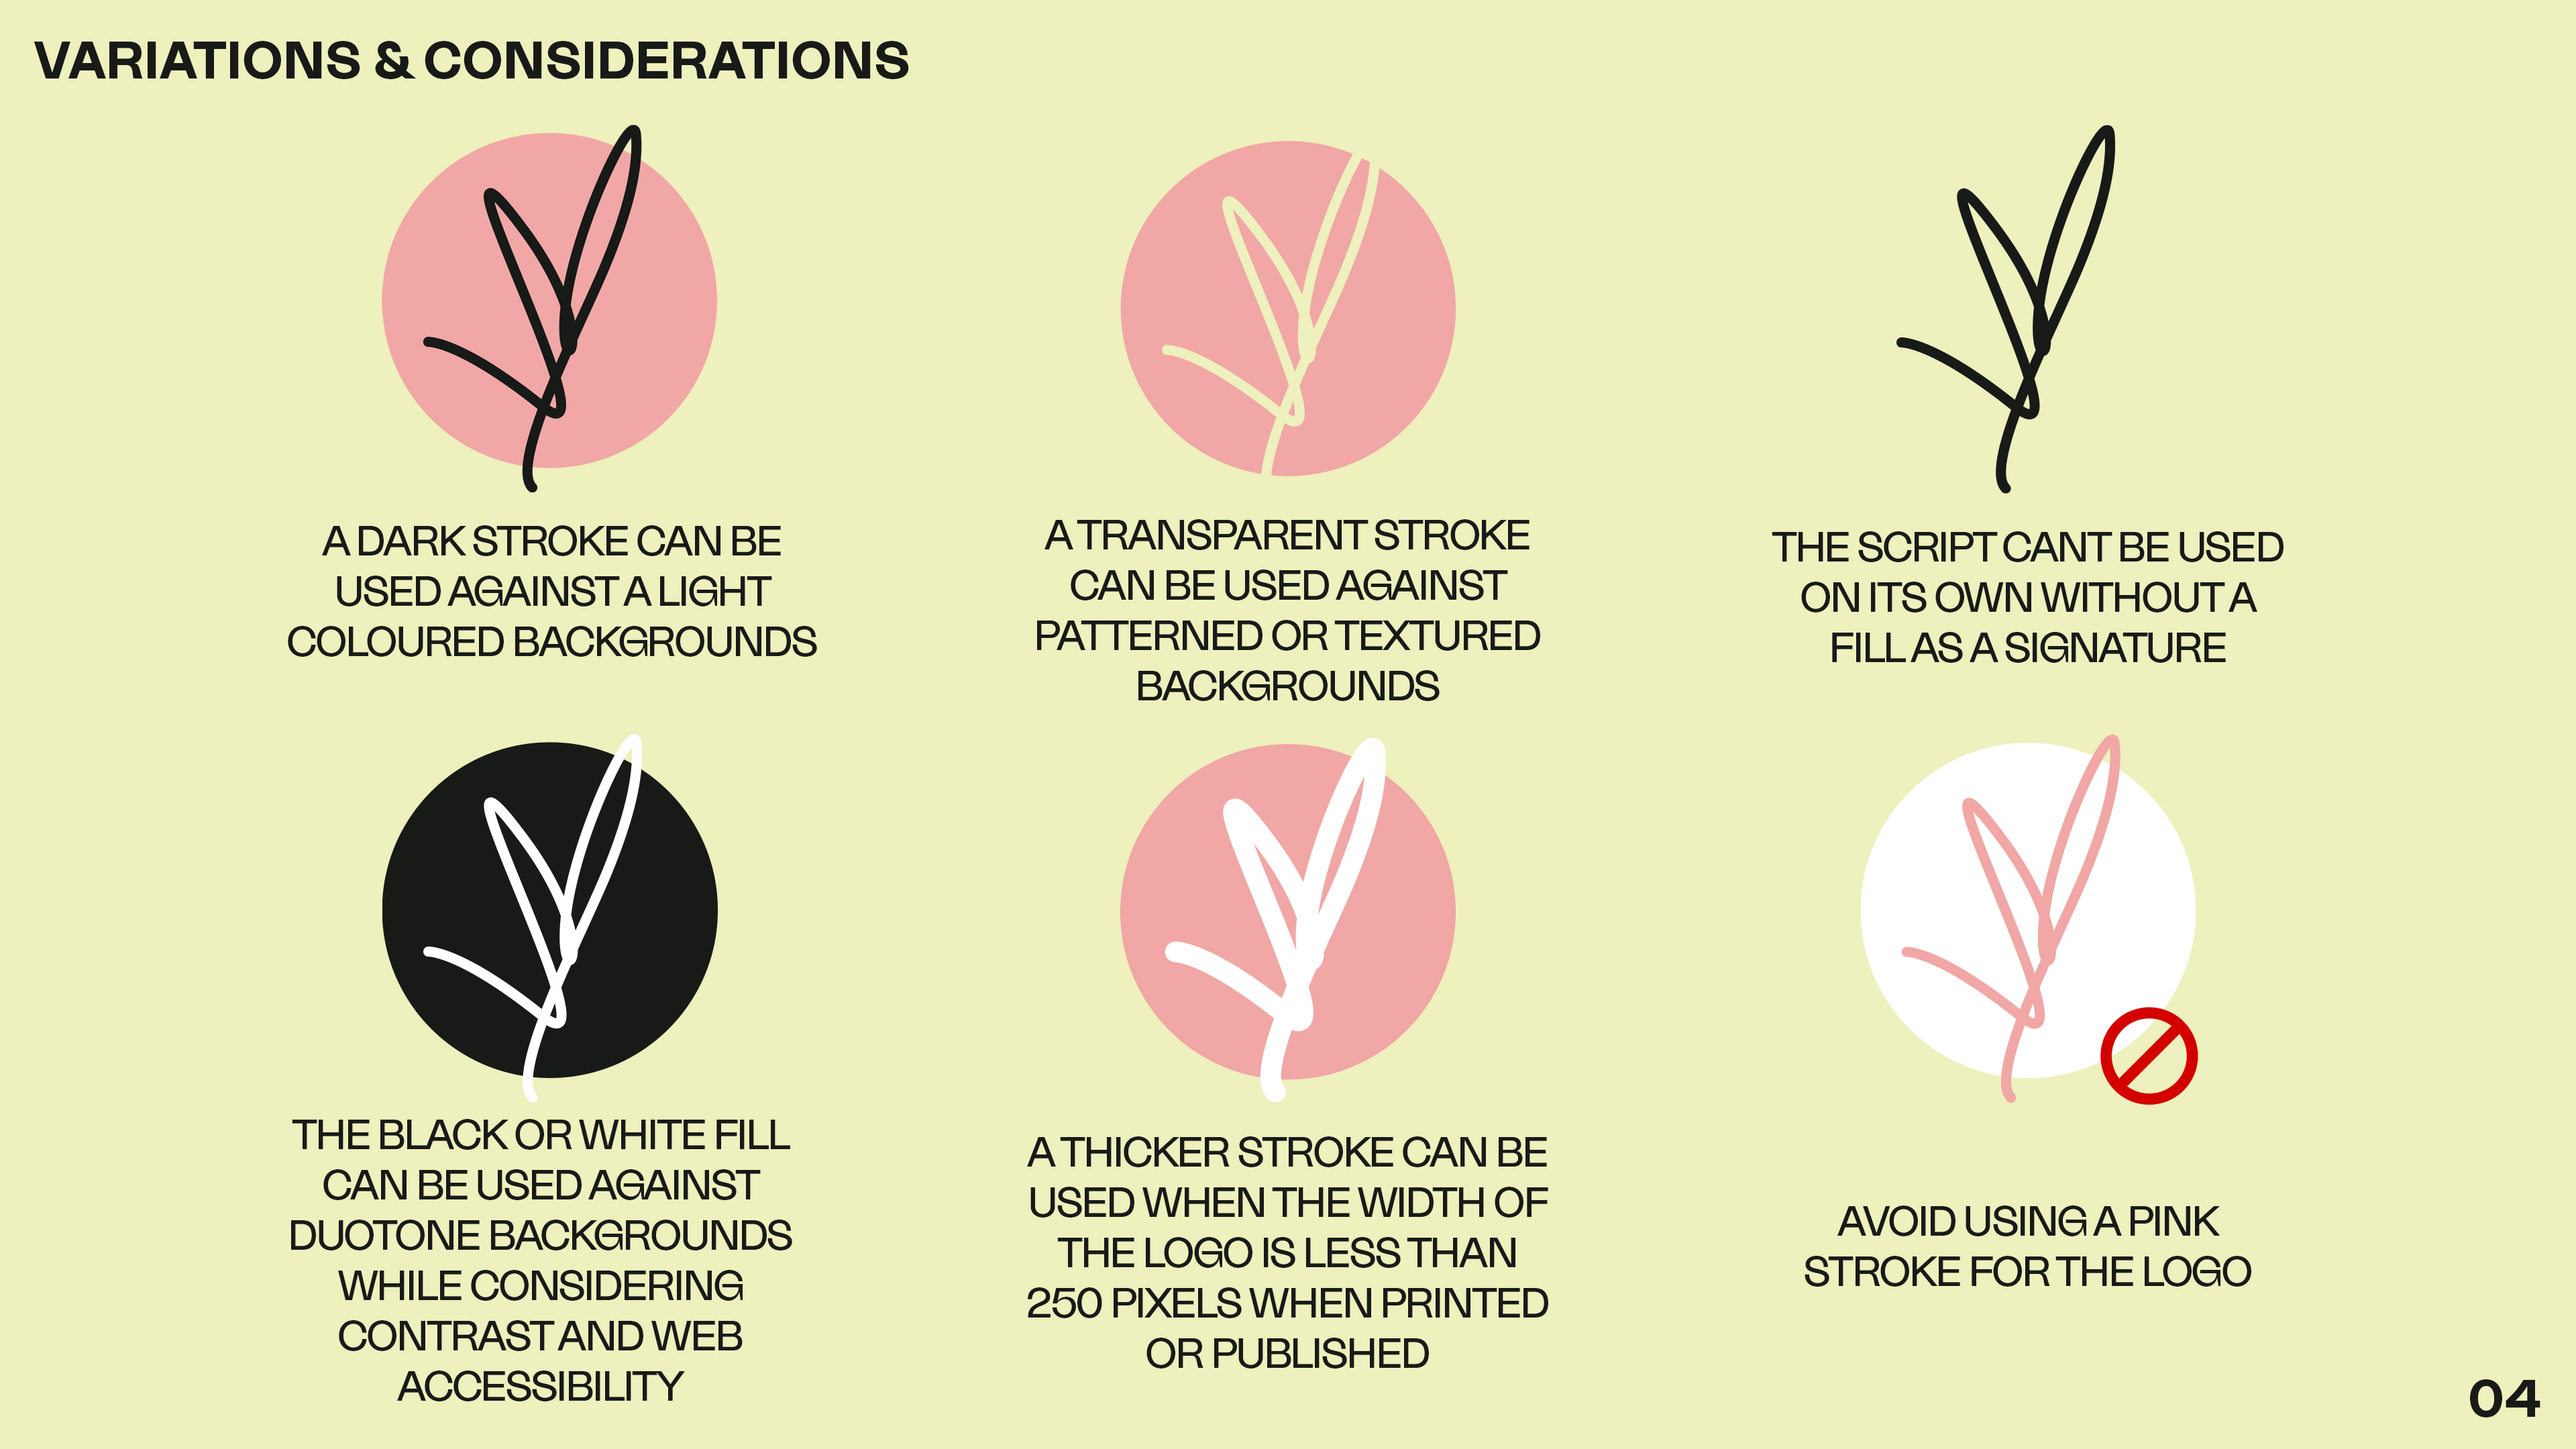 VARIATIONS & CONSIDERATIONS
A DARK STROKE CAN BE
USED AGAINST A LIGHT
COLOURED BACKGROUNDS
A TRANSPARENT STROKE
CAN BE USED AGAINST
PATTERNED OR TEXTURED
BACKGROUNDS
THE SCRIPT CANT BE USED
ON ITS OWN WITHOUT A
FILL AS A SIGNATURE
THE BLACK OR WHITE FILL
CAN BE USED AGAINST
DUOTONE BACKGROUNDS
WHILE CONSIDERING
CONTRAST AND WEB
ACCESSIBILITY
A THICKER STROKE CAN BE
USED WHEN THE WIDTH OF
THE LOGO IS LESS THAN
250 PIXELS WHEN PRINTED
OR PUBLISHED
AVOID USING A PINK
STROKE FOR THE LOGO
04